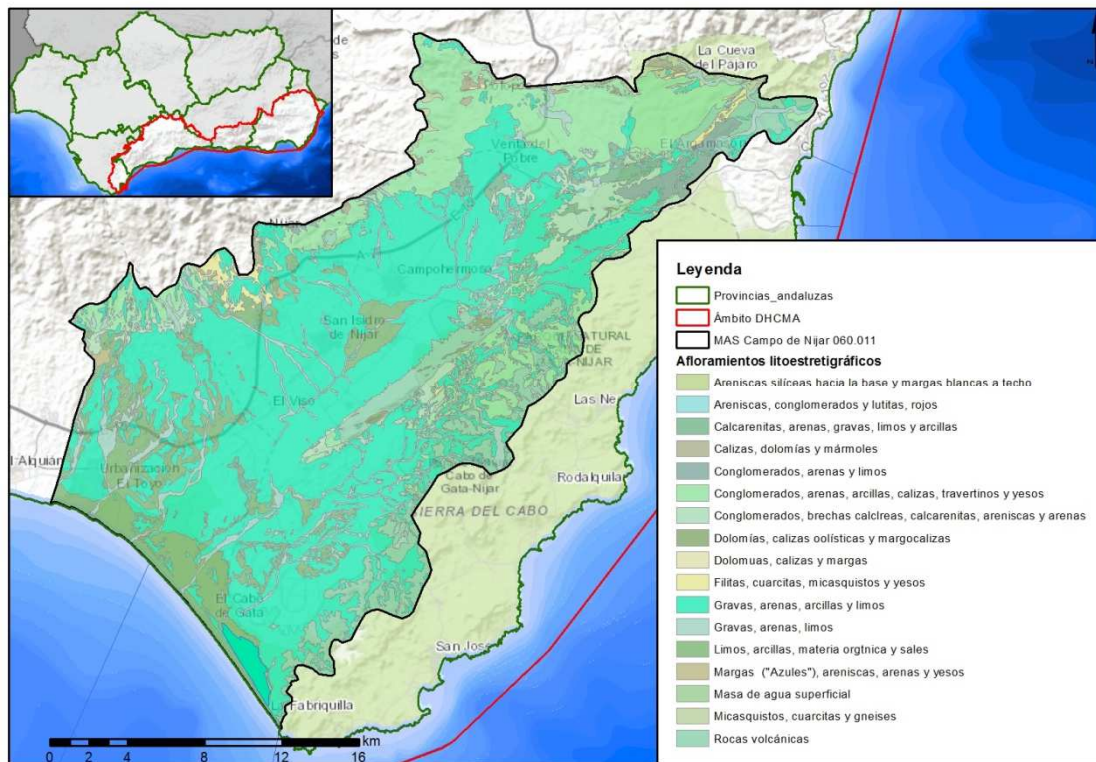 de
La Cueva
del Pájaro
Venta del
Pobre
El Argamasón
Níjar
Campohermoso
San Isidro
de Níjar
NATURAL
DE
NIJAR
El Viso
Las Ne
l Alquián
Urbanización
El Toyo
Cabo de
Gata-Níjar
Rodalquilar
SIERRA DEL CABO
El Cabo
de Gata
San Jose
La Fabriquilla
km
0 2 4 8 12 16
Leyenda
Provincias_andaluzas
Ámbito DHCMA
MAS Campo de Nijar 060.011
Afloramientos litoestretigráficos
Areniscas silíceas hacia la base y margas blancas a techo
Areniscas, conglomerados y lutitas, rojos
Calcarenitas, arenas, gravas, limos y arcillas
Calizas, dolomías y mármoles
Conglomerados, arenas y limos
Conglomerados, arenas, arcillas, calizas, travertinos y yesos
Conglomerados, brechas calclreas, calcarenitas, areniscas y arenas
Dolomías, calizas oolísticas y margocalizas
Dolomuas, calizas y margas
Filitas, cuarcitas, micasquistos y yesos
Gravas, arenas, arcillas y limos
Gravas, arenas, limos
Limos, arcillas, materia orgtnica y sales
Margas ("Azules"), areniscas, arenas y yesos
Masa de agua superficial
Micasquistos, cuarcitas y gneises
Rocas volcánicas